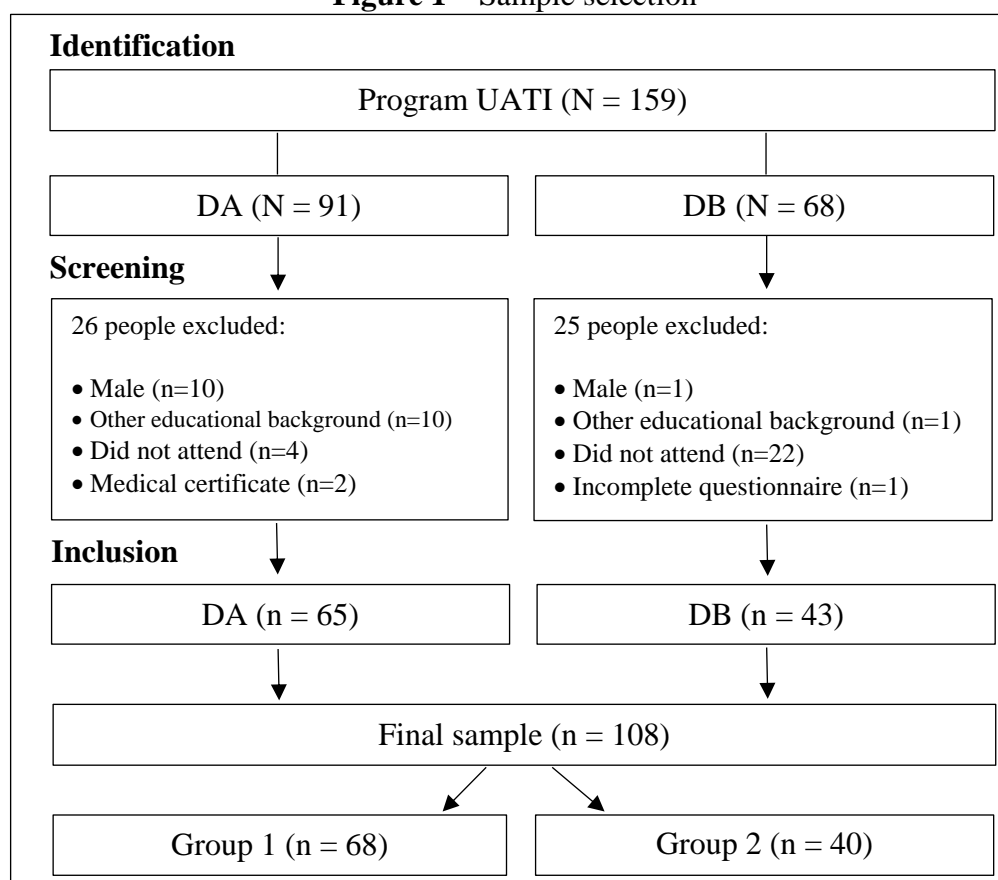 Figure 1 – Sample selection
Identification
Program UATI (N = 159)
DA (N = 91)
DB (N = 68)
Screening
26 people excluded:
• Male (n=10)
• Other educational background (n=10)
• Did not attend (n=4)
• Medical certificate (n=2)
25 people excluded:
• Male (n=1)
• Other educational background (n=1)
• Did not attend (n=22)
• Incomplete questionnaire (n=1)
Inclusion
DA (n = 65)
DB (n = 43)
Final sample (n = 108)
Group 1 (n = 68)
Group 2 (n = 40)